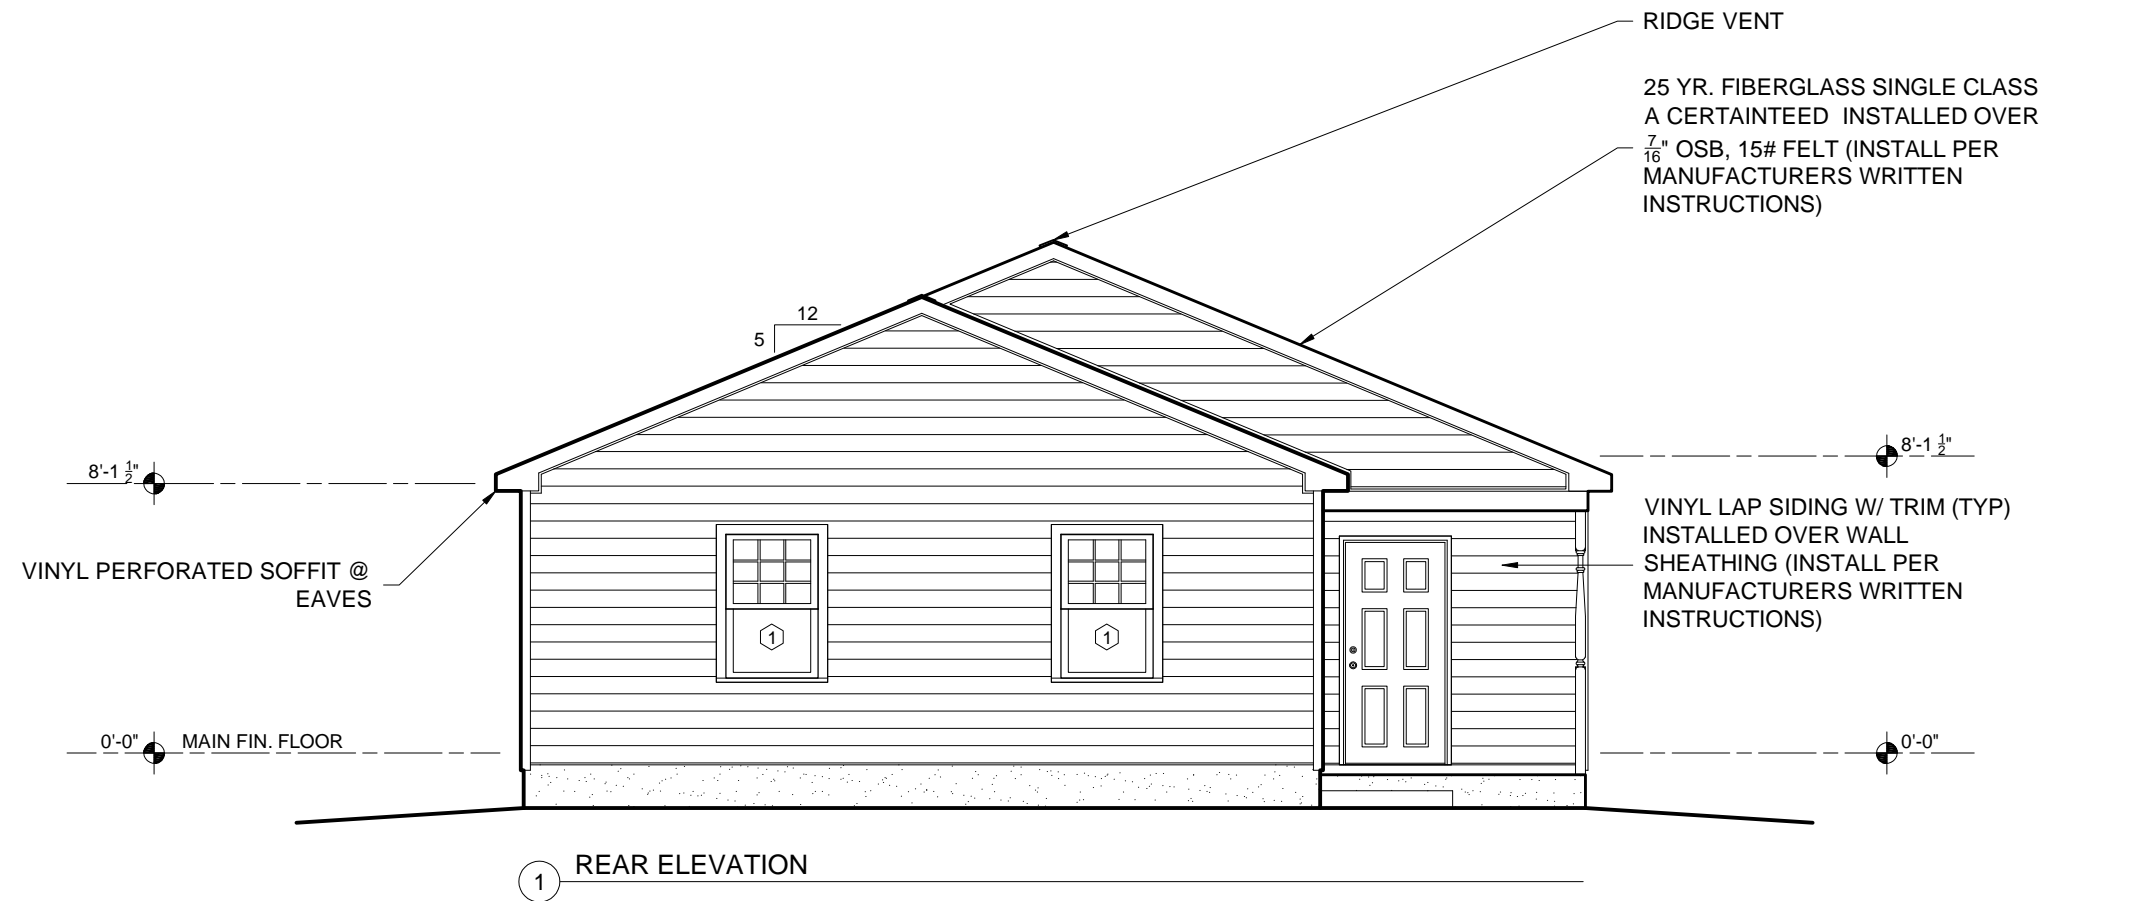 RIDGE VENT
25 YR. FIBERGLASS SINGLE CLASS
A CERTAINTEED INSTALLED OVER
7/16" OSB, 15# FELT (INSTALL PER
MANUFACTURERS WRITTEN
INSTRUCTIONS)
12
5
8'-1 1/2"
8'-1 1/2"
VINYL LAP SIDING W/ TRIM (TYP)
INSTALLED OVER WALL
SHEATHING (INSTALL PER
MANUFACTURERS WRITTEN
INSTRUCTIONS)
VINYL PERFORATED SOFFIT @
EAVES
1
1
0'-0" MAIN FIN. FLOOR
0'-0"
1 REAR ELEVATION